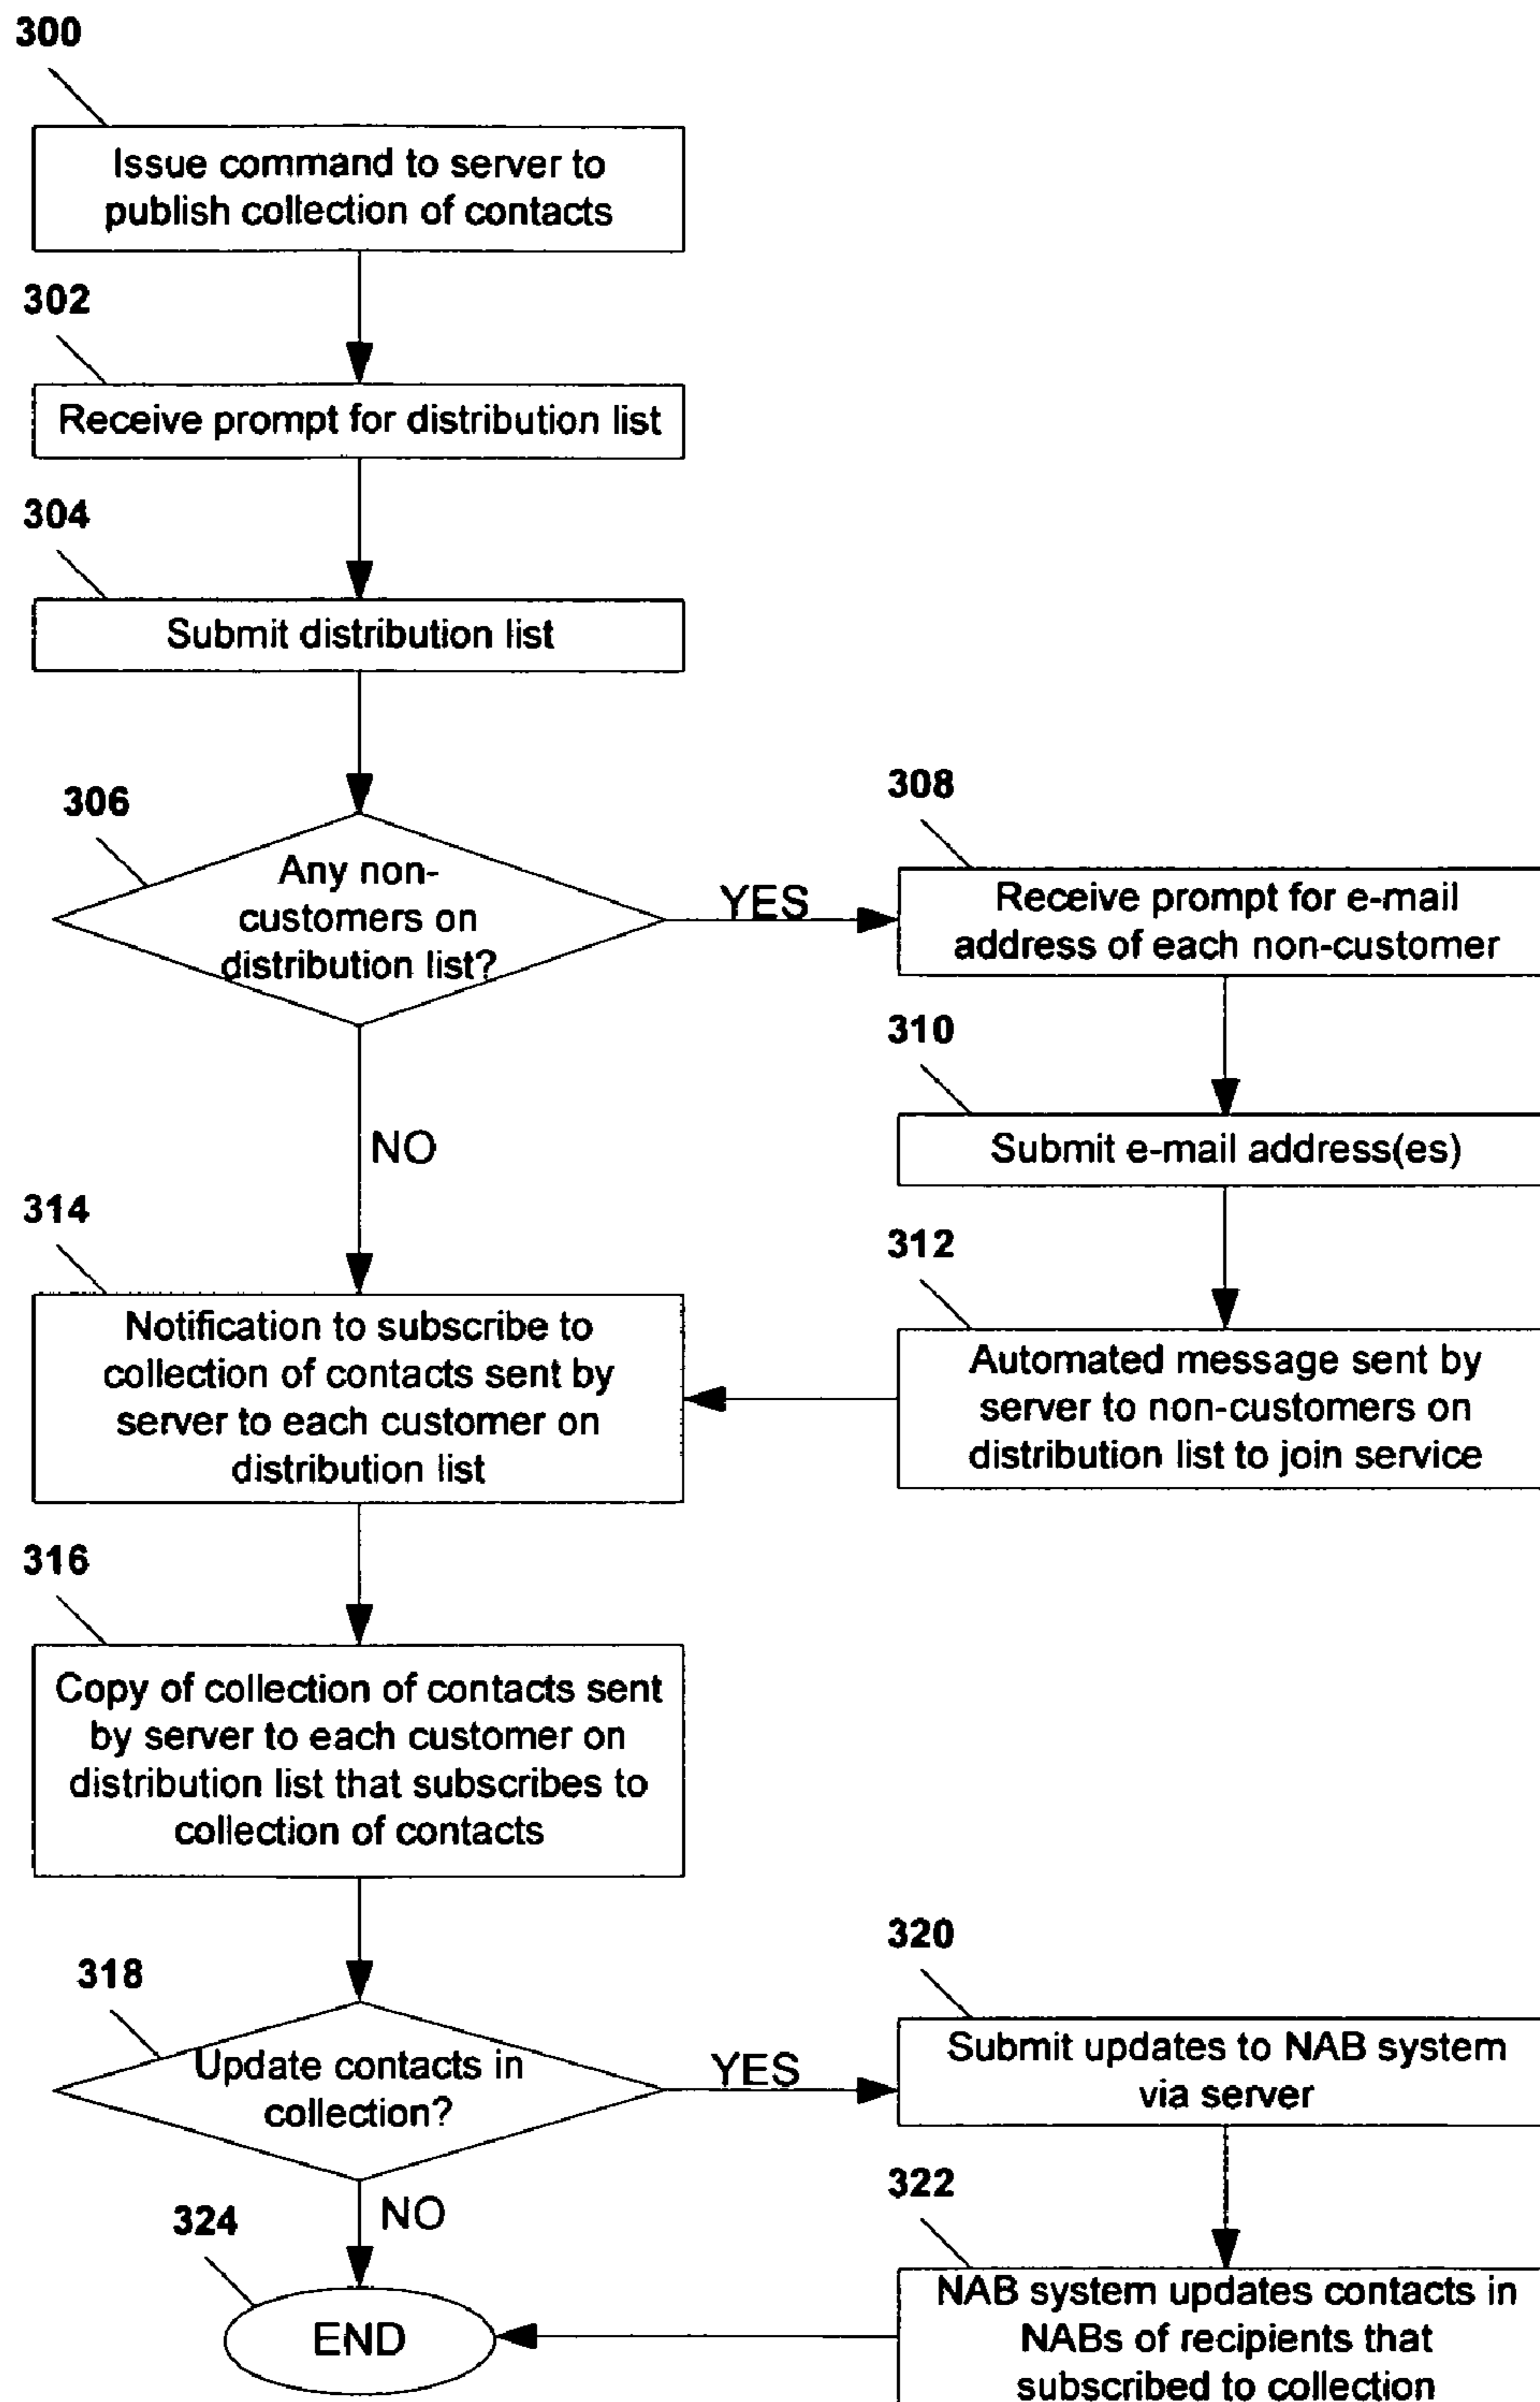 300
Issue command to server to
publish collection of contacts
302
Receive prompt for distribution list
304
Submit distribution list
306
Any non-
customers on
distribution list?
YES
308
Receive prompt for e-mail
address of each non-customer
310
Submit e-mail address(es)
NO
312
Automated message sent by
server to non-customers on
distribution list to join service
314
Notification to subscribe to
collection of contacts sent by
server to each customer on
distribution list
316
Copy of collection of contacts sent
by server to each customer on
distribution list that subscribes to
collection of contacts
318
Update contacts in
collection?
YES
320
Submit updates to NAB system
via server
322
NAB system updates contacts in
NABs of recipients that
subscribed to collection
NO
324
END